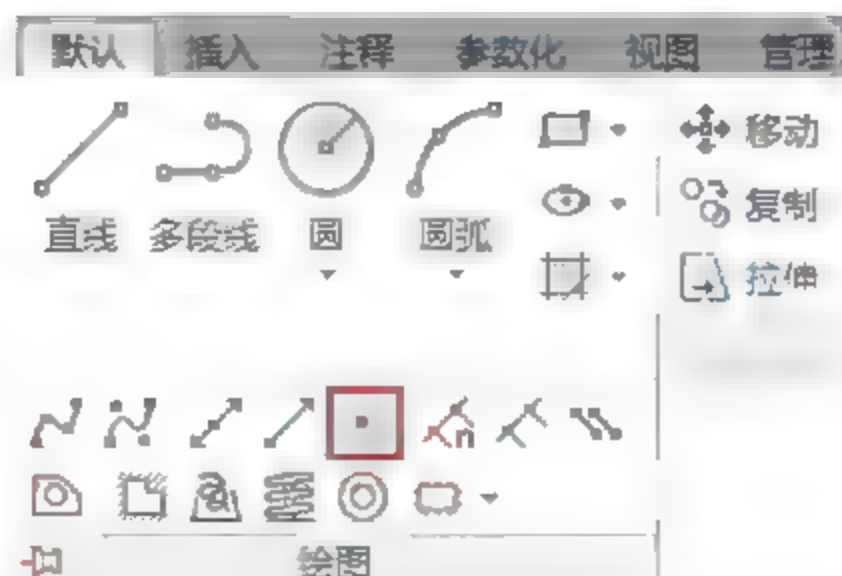 默认 插入 注释 参数化 视图 管理
移动
复制
直线 多段线 圆 圆弧
拉伸
绘图